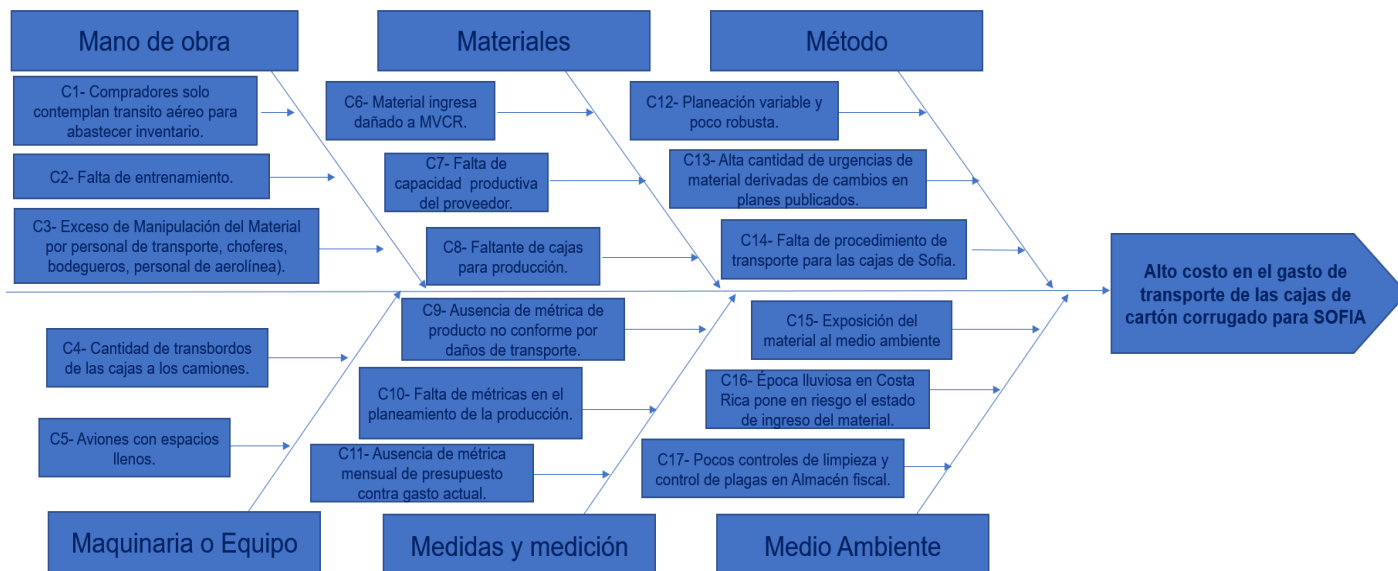 Mano de obra
Materiales
Método
C1- Compradores solo
contemplan transito aéreo para
abastecer inventario.
C2- Falta de entrenamiento.
C3- Exceso de Manipulación del Material
por personal de transporte, choferes,
bodegueros, personal de aerolínea).
C6- Material ingresa
dañado a MVCR.
C7- Falta de
capacidad productiva
del proveedor.
C8- Faltante de cajas
para producción.
C12- Planeación variable y
poco robusta.
C13- Alta cantidad de urgencias de
material derivadas de cambios en
planes publicados.
C14- Falta de procedimiento de
transporte para las cajas de Sofia.
Alto costo en el gasto de
transporte de las cajas de
cartón corrugado para SOFIA
C4- Cantidad de transbordos
de las cajas a los camiones.
C5- Aviones con espacios
llenos.
C9- Ausencia de métrica de
producto no conforme por
daños de transporte.
C10- Falta de métricas en el
planeamiento de la producción.
C11- Ausencia de métrica
mensual de presupuesto
contra gasto actual.
C15- Exposición del
material al medio ambiente
C16- Época lluviosa en Costa
Rica pone en riesgo el estado
de ingreso del material.
C17- Pocos controles de limpieza y
control de plagas en Almacén fiscal.
Maquinaria o Equipo
Medidas y medición
Medio Ambiente